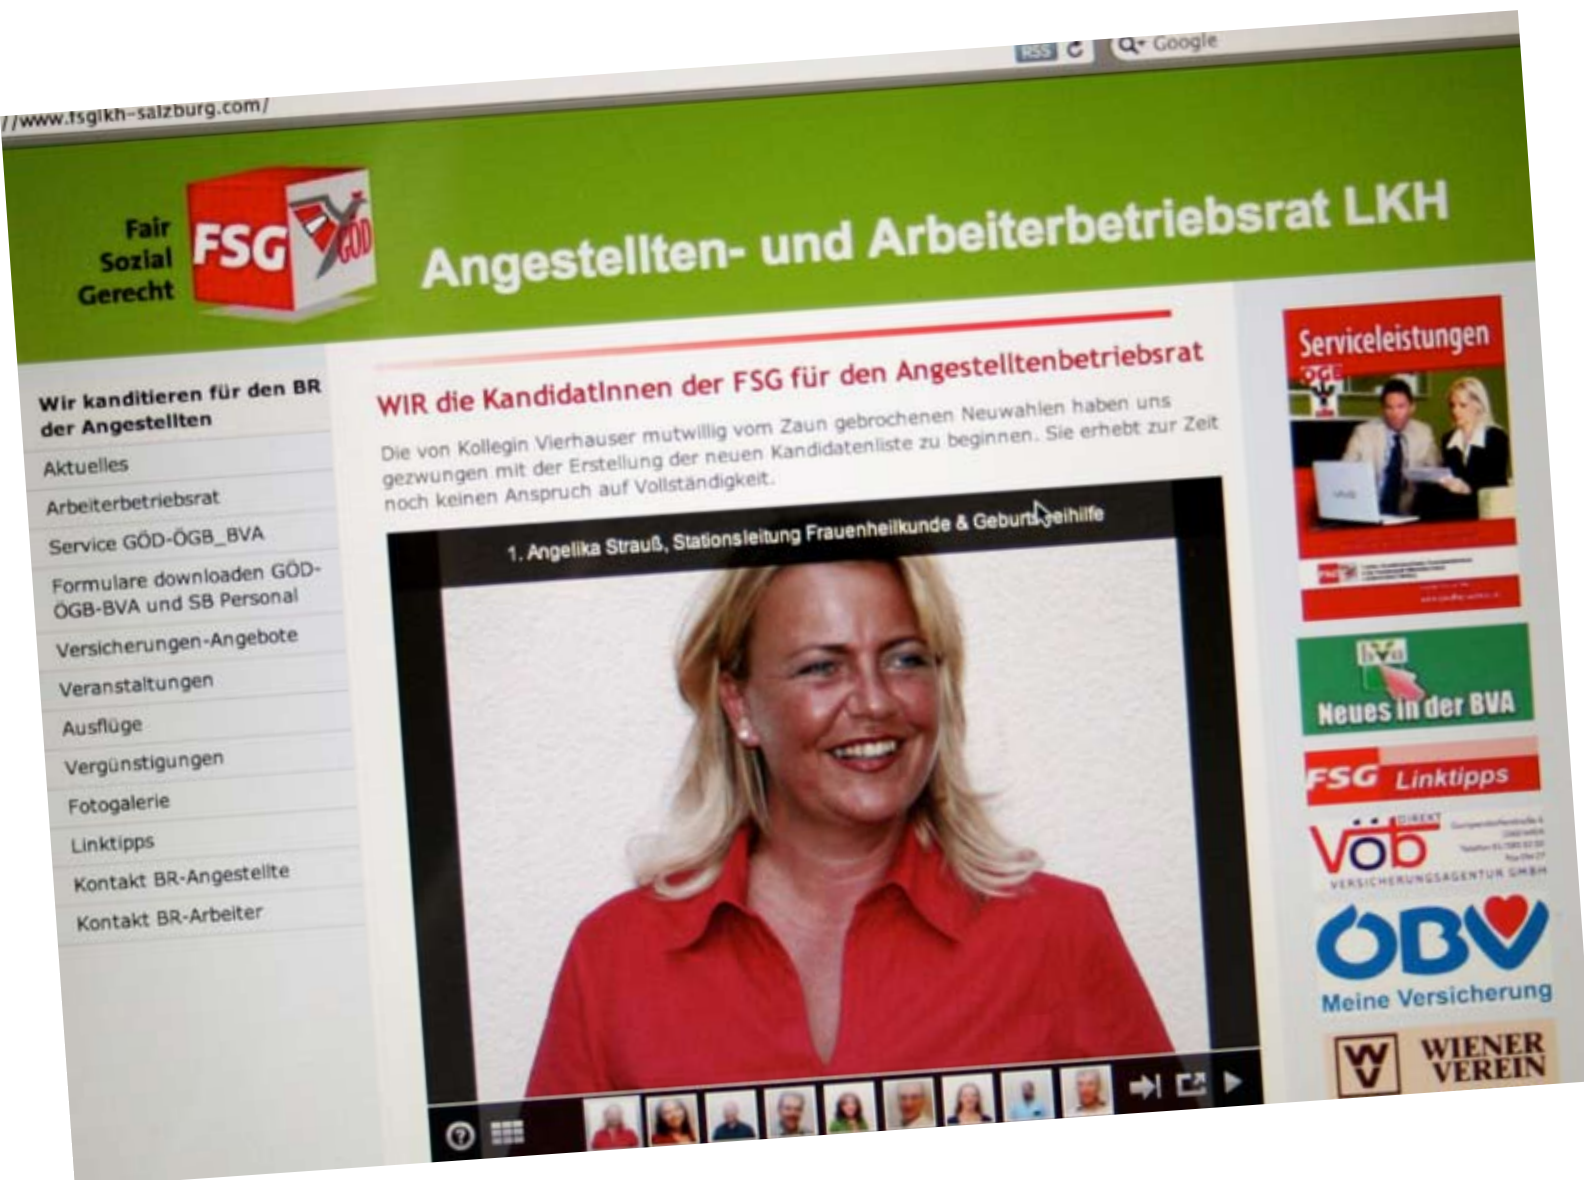 //www.fsglkh-salzburg.com/
RSS
Google
Fair
Sozial
Gerecht
FSG
GÖD
Angestellten- und Arbeiterbetriebsrat LKH
Wir kanditieren für den BR
der Angestellten
Aktuelles
Arbeiterbetriebsrat
Service GÖD-ÖGB_BVA
Formulare downloaden GÖD-
ÖGB-BVA und SB Personal
Versicherungen-Angebote
Veranstaltungen
Ausflüge
Vergünstigungen
Fotogalerie
Linktipps
Kontakt BR-Angestellte
Kontakt BR-Arbeiter
WIR die KandidatInnen der FSG für den Angestelltenbetriebsrat
Die von Kollegin Vierhauser mutwillig vom Zaun gebrochenen Neuwahlen haben uns
gezwungen mit der Erstellung der neuen Kandidatenliste zu beginnen. Sie erhebt zur Zeit
noch keinen Anspruch auf Vollständigkeit.
1. Angelika Strauß, Stationsleitung Frauenheilkunde & Geburtsbeihilfe
Serviceleistungen
bva
Neues in der BVA
FSG Linktipps
VÖB
DIREKT
VERSICHERUNGSAGENTUR GMBH
ÖBV
Meine Versicherung
WV
WIENER
VEREIN